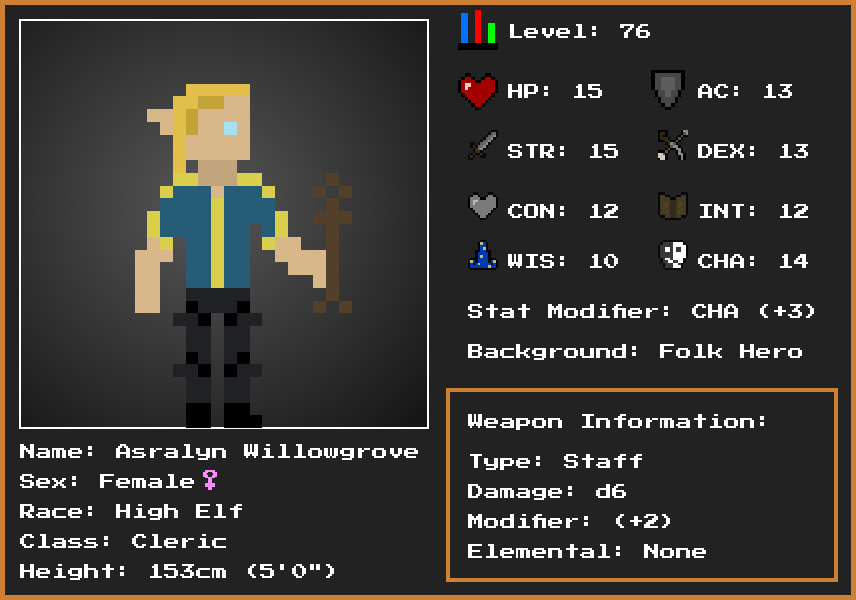 Level: 76
HP: 15
AC: 13
STR: 15
DEX: 13
CON: 12
INT: 12
WIS: 10
CHA: 14
Stat Modifier: CHA (+3)
Background: Folk Hero
Weapon Information:
Type: Staff
Damage: d6
Modifier: (+2)
Elemental: None
Name: Asralyn Willowgrove
Sex: Female♀
Race: High Elf
Class: Cleric
Height: 153cm (5'0")